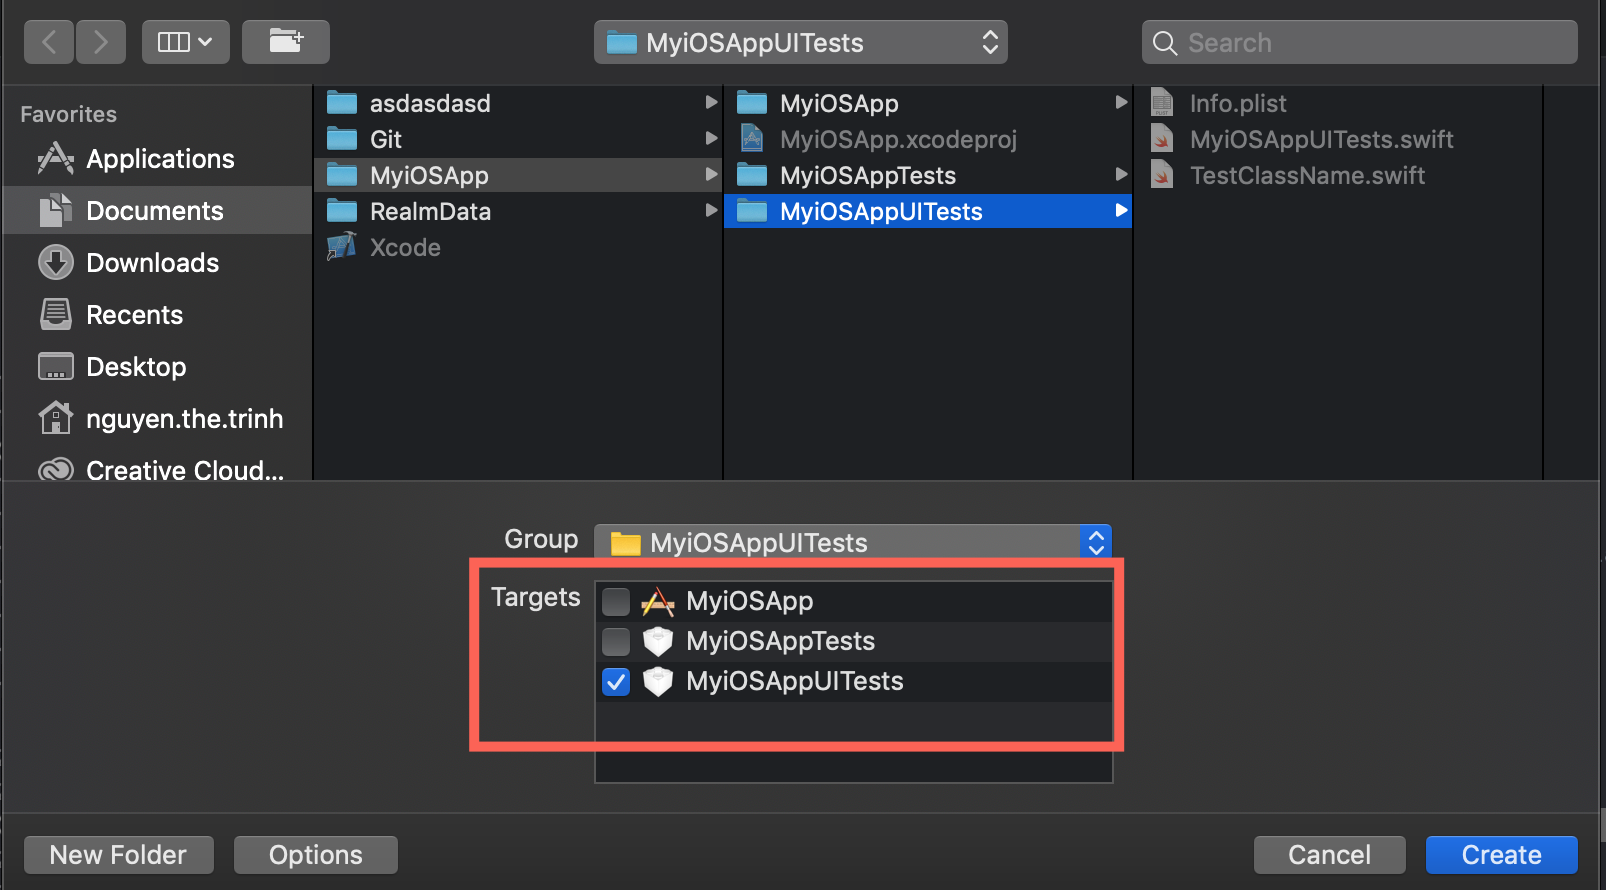 MyiOSAppUITests
Search
Favorites
Applications
Documents
Downloads
Recents
Desktop
nguyen.the.trinh
Creative Cloud...
asdasdasd
Git
MyiOSApp
RealmData
Xcode
MyiOSApp
MyiOSApp.xcodeproj
MyiOSAppTests
MyiOSAppUITests
Info.plist
MyiOSAppUITests.swift
TestClassName.swift
Group MyiOSAppUITests
Targets MyiOSApp
MyiOSAppTests
MyiOSAppUITests
New Folder Options Cancel Create